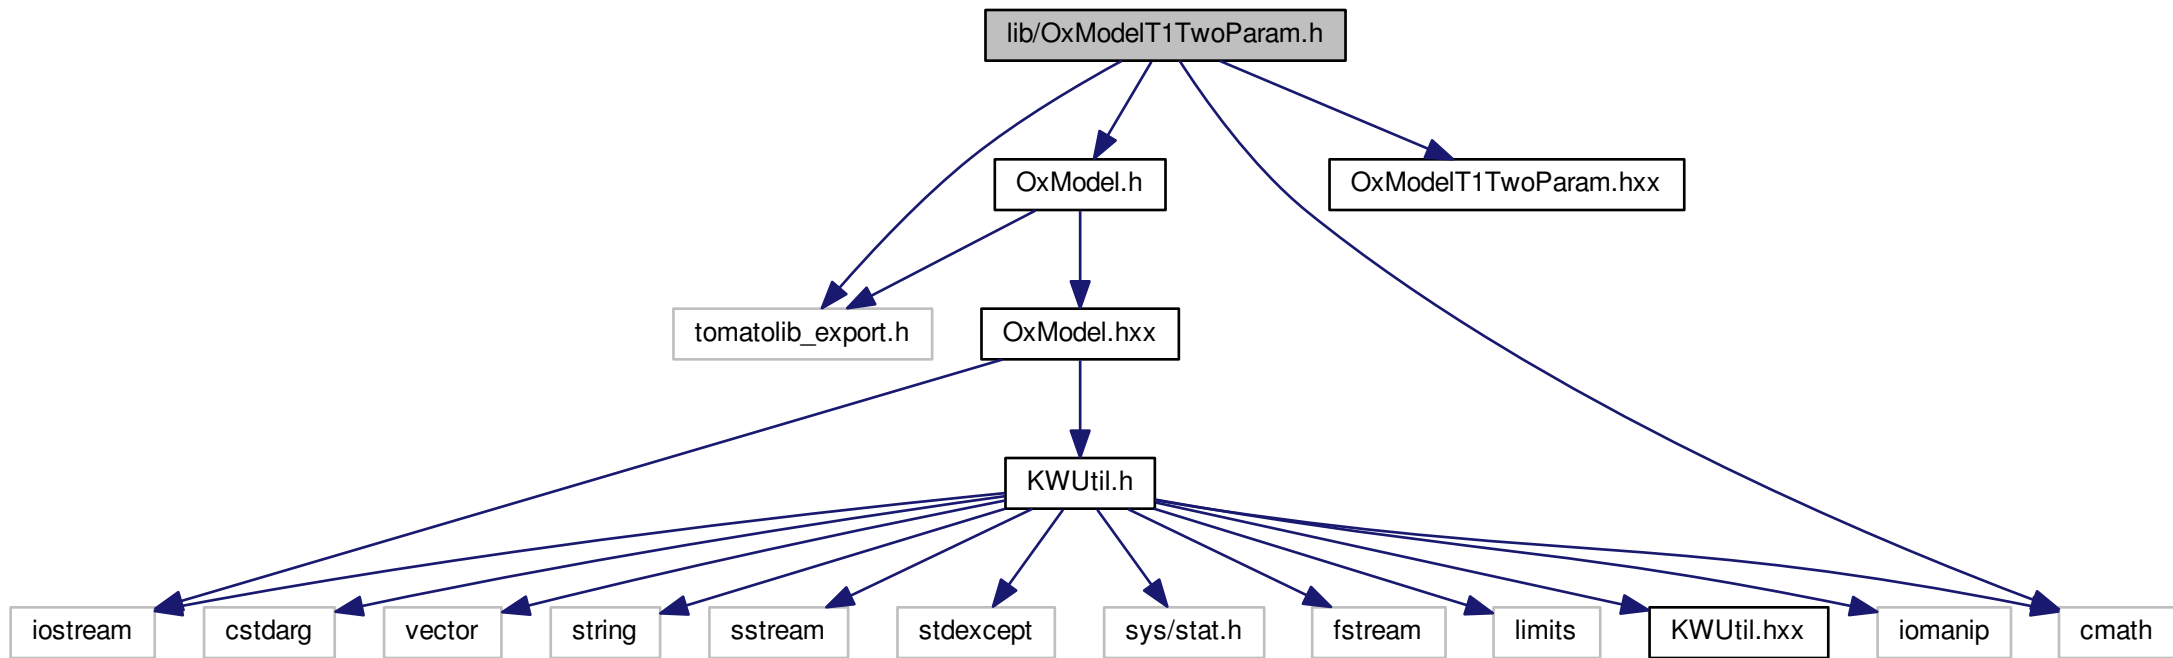 lib/OxModelT1TwoParam.h
OxModel.h
OxModelT1TwoParam.hxx
tomatolib_export.h
OxModel.hxx
KWUtil.h
iostream
cstdarg
vector
string
sstream
stdexcept
sys/stat.h
fstream
limits
KWUtil.hxx
iomanip
cmath